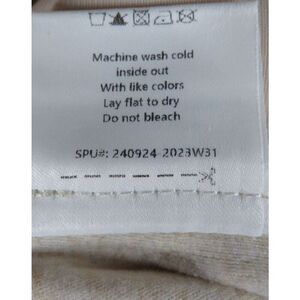 Machine wash cold
inside out
With like colors
Lay flat to dry
Do not bleach
SPU#: 240924-2023W31